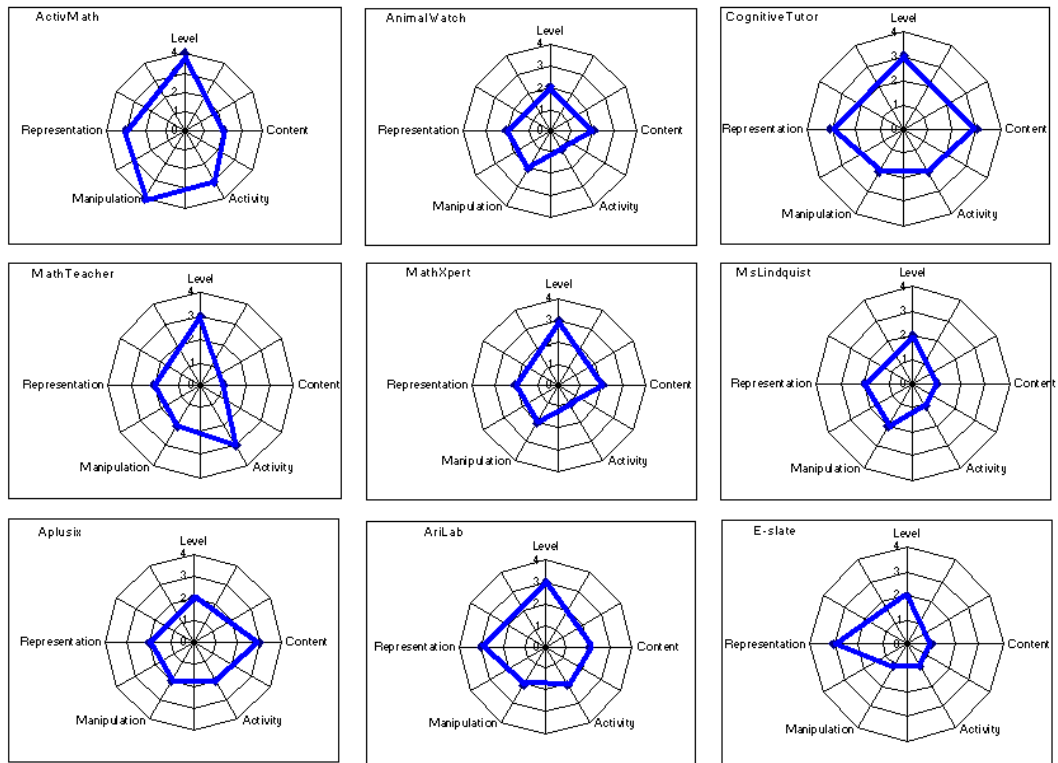 ActivMath
Level
4
3
2
1
0
Representation
Content
Manipulation
Activity
AnimalWatch
Level
4
3
2
1
0
Representation
Content
Manipulation
Activity
CognitiveTutor
Level
4
3
2
1
0
Representation
Content
Manipulation
Activity
MathTeacher
Level
4
3
2
1
0
Representation
Content
Manipulation
Activity
MathXpert
Level
4
3
2
1
0
Representation
Content
Manipulation
Activity
MsLindquist
Level
4
3
2
1
0
Representation
Content
Manipulation
Activity
Aplusix
Level
4
3
2
1
0
Representation
Content
Manipulation
Activity
AriLab
Level
4
3
2
1
0
Representation
Content
Manipulation
Activity
E-slate
Level
4
3
2
1
0
Representation
Content
Manipulation
Activity